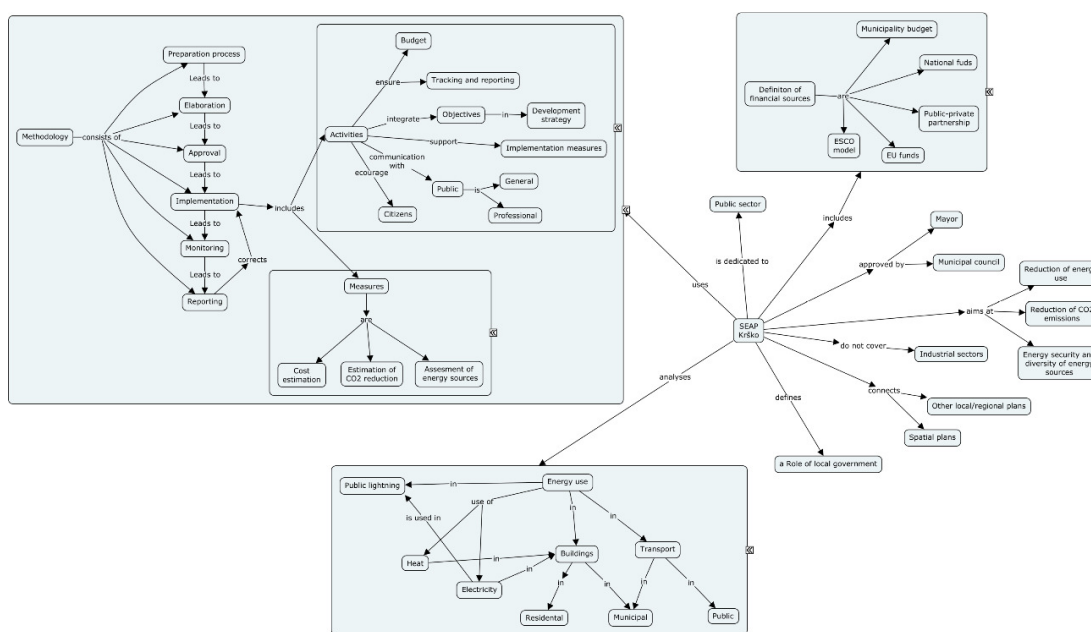 Preparation process
Leads to
Elaboration
Leads to
Methodology
consists of
Approval
Leads to
Implementation
includes
Leads to
Monitoring
corrects
Leads to
Reporting
Budget
ensure
Tracking and reporting
integrate
Objectives
in
Development
strategy
Activities
support
Implementation measures
communication
with
ecourage
Public
is
General
Professional
Citizens
Measures
are
Cost
estimation
Estimation of
CO2 reduction
Assesment of
energy sources
Municipality budget
National fuds
Definiton of
financial sources
are
Public-private
partnership
ESCO
model
EU funds
Public sector
includes
is dedicated to
Mayor
approved by
Municipal council
uses
Reduction of energy
use
aims at
Reduction of CO2
emissions
SEAP
Krško
do not cover
Industrial sectors
Energy security and
diversity of energy
sources
analyses
connects
defines
Other local/regional plans
Spatial plans
a Role of local government
Public lightning
in
Energy use
use of
in
in
is used in
Heat
in
Buildings
Transport
Electricity
in
in
in
in
in
Residental
Municipal
Public